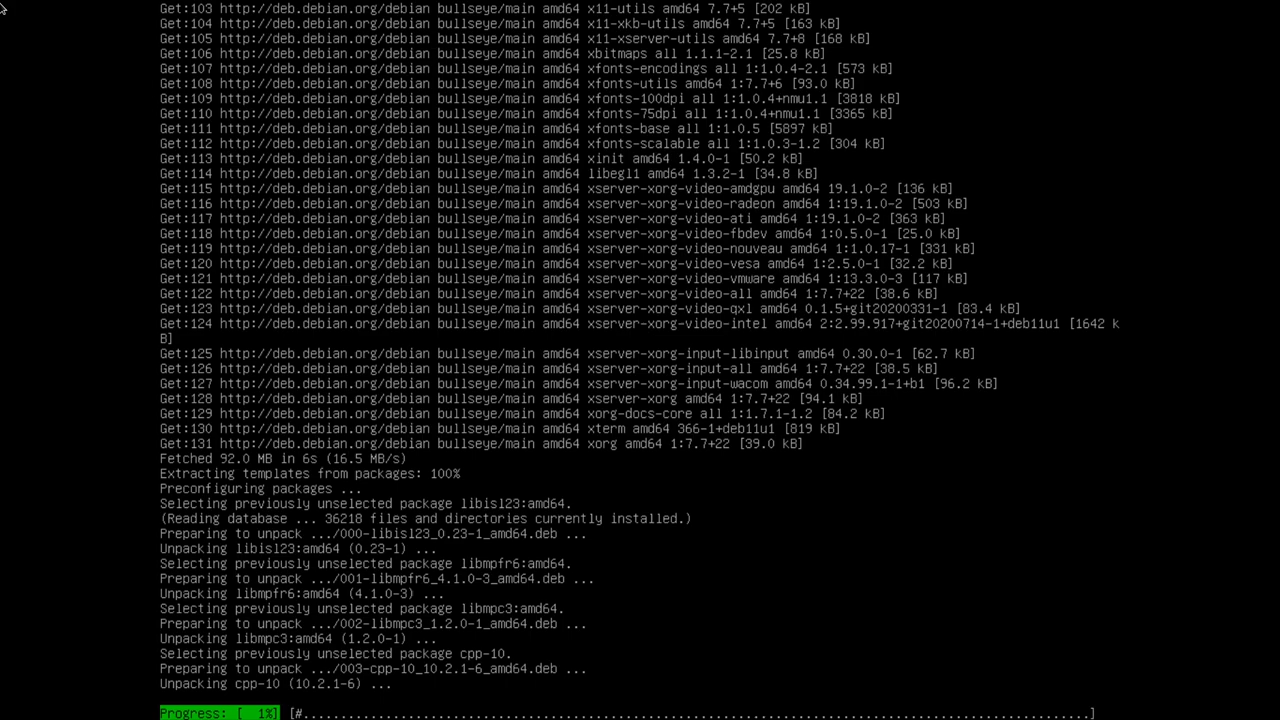 Get:103 http://deb.debian.org/debian bullseye/main amd64 x11-utils amd64 7.7+5 [202 kB]
Get:104 http://deb.debian.org/debian bullseye/main amd64 x11-xkb-utils amd64 7.7+5 [163 kB]
Get:105 http://deb.debian.org/debian bullseye/main amd64 x11-xserver-utils amd64 7.7+8 [168 kB]
Get:106 http://deb.debian.org/debian bullseye/main amd64 xbitmaps all 1.1.1-2.1 [25.8 kB]
Get:107 http://deb.debian.org/debian bullseye/main amd64 xfonts-encodings all 1:1.0.4-2.1 [573 kB]
Get:108 http://deb.debian.org/debian bullseye/main amd64 xfonts-utils amd64 1:7.7+6 [93.0 kB]
Get:109 http://deb.debian.org/debian bullseye/main amd64 xfonts-100dpi all 1:1.0.4+nmu1.1 [3818 kB]
Get:110 http://deb.debian.org/debian bullseye/main amd64 xfonts-75dpi all 1:1.0.4+nmu1.1 [3365 kB]
Get:111 http://deb.debian.org/debian bullseye/main amd64 xfonts-base all 1:1.0.5 [5897 kB]
Get:112 http://deb.debian.org/debian bullseye/main amd64 xfonts-scalable all 1:1.0.3-1.2 [304 kB]
Get:113 http://deb.debian.org/debian bullseye/main amd64 xinit amd64 1.4.0-1 [50.2 kB]
Get:114 http://deb.debian.org/debian bullseye/main amd64 libegl1 amd64 1.3.2-1 [34.8 kB]
Get:115 http://deb.debian.org/debian bullseye/main amd64 xserver-xorg-video-amdgpu amd64 19.1.0-2 [136 kB]
Get:116 http://deb.debian.org/debian bullseye/main amd64 xserver-xorg-video-radeon amd64 1:19.1.0-2 [503 kB]
Get:117 http://deb.debian.org/debian bullseye/main amd64 xserver-xorg-video-ati amd64 1:19.1.0-2 [363 kB]
Get:118 http://deb.debian.org/debian bullseye/main amd64 xserver-xorg-video-fbdev amd64 1:0.5.0-1 [25.0 kB]
Get:119 http://deb.debian.org/debian bullseye/main amd64 xserver-xorg-video-nouveau amd64 1:1.0.17-1 [331 kB]
Get:120 http://deb.debian.org/debian bullseye/main amd64 xserver-xorg-video-vesa amd64 1:2.5.0-1 [32.2 kB]
Get:121 http://deb.debian.org/debian bullseye/main amd64 xserver-xorg-video-vmware amd64 1:13.3.0-3 [117 kB]
Get:122 http://deb.debian.org/debian bullseye/main amd64 xserver-xorg-video-all amd64 1:7.7+22 [38.6 kB]
Get:123 http://deb.debian.org/debian bullseye/main amd64 xserver-xorg-video-qxl amd64 0.1.5+git20200331-1 [83.4 kB]
Get:124 http://deb.debian.org/debian bullseye/main amd64 xserver-xorg-video-intel amd64 2:2.99.917+git20200714-1+deb11u1 [1642 k
B]
Get:125 http://deb.debian.org/debian bullseye/main amd64 xserver-xorg-input-libinput amd64 0.30.0-1 [62.7 kB]
Get:126 http://deb.debian.org/debian bullseye/main amd64 xserver-xorg-input-all amd64 1:7.7+22 [38.5 kB]
Get:127 http://deb.debian.org/debian bullseye/main amd64 xserver-xorg-input-wacom amd64 0.34.99.1-1+b1 [96.2 kB]
Get:128 http://deb.debian.org/debian bullseye/main amd64 xserver-xorg amd64 1:7.7+22 [94.1 kB]
Get:129 http://deb.debian.org/debian bullseye/main amd64 xorg-docs-core all 1:1.7.1-1.2 [84.2 kB]
Get:130 http://deb.debian.org/debian bullseye/main amd64 xterm amd64 366-1+deb11u1 [819 kB]
Get:131 http://deb.debian.org/debian bullseye/main amd64 xorg amd64 1:7.7+22 [39.0 kB]
Fetched 92.0 MB in 6s (16.5 MB/s)
Extracting templates from packages: 100%
Preconfiguring packages ...
Selecting previously unselected package libisl23:amd64.
(Reading database ... 36218 files and directories currently installed.)
Preparing to unpack .../000-libisl23_0.23-1_amd64.deb ...
Unpacking libisl23:amd64 (0.23-1) ...
Selecting previously unselected package libmpfr6:amd64.
Preparing to unpack .../001-libmpfr6_4.1.0-3_amd64.deb ...
Unpacking libmpfr6:amd64 (4.1.0-3) ...
Selecting previously unselected package libmpc3:amd64.
Preparing to unpack .../002-libmpc3_1.2.0-1_amd64.deb ...
Unpacking libmpc3:amd64 (1.2.0-1) ...
Selecting previously unselected package cpp-10.
Preparing to unpack .../003-cpp-10_10.2.1-6_amd64.deb ...
Unpacking cpp-10 (10.2.1-6) ...
Progress: [  1%] [#.........................................................................................................]